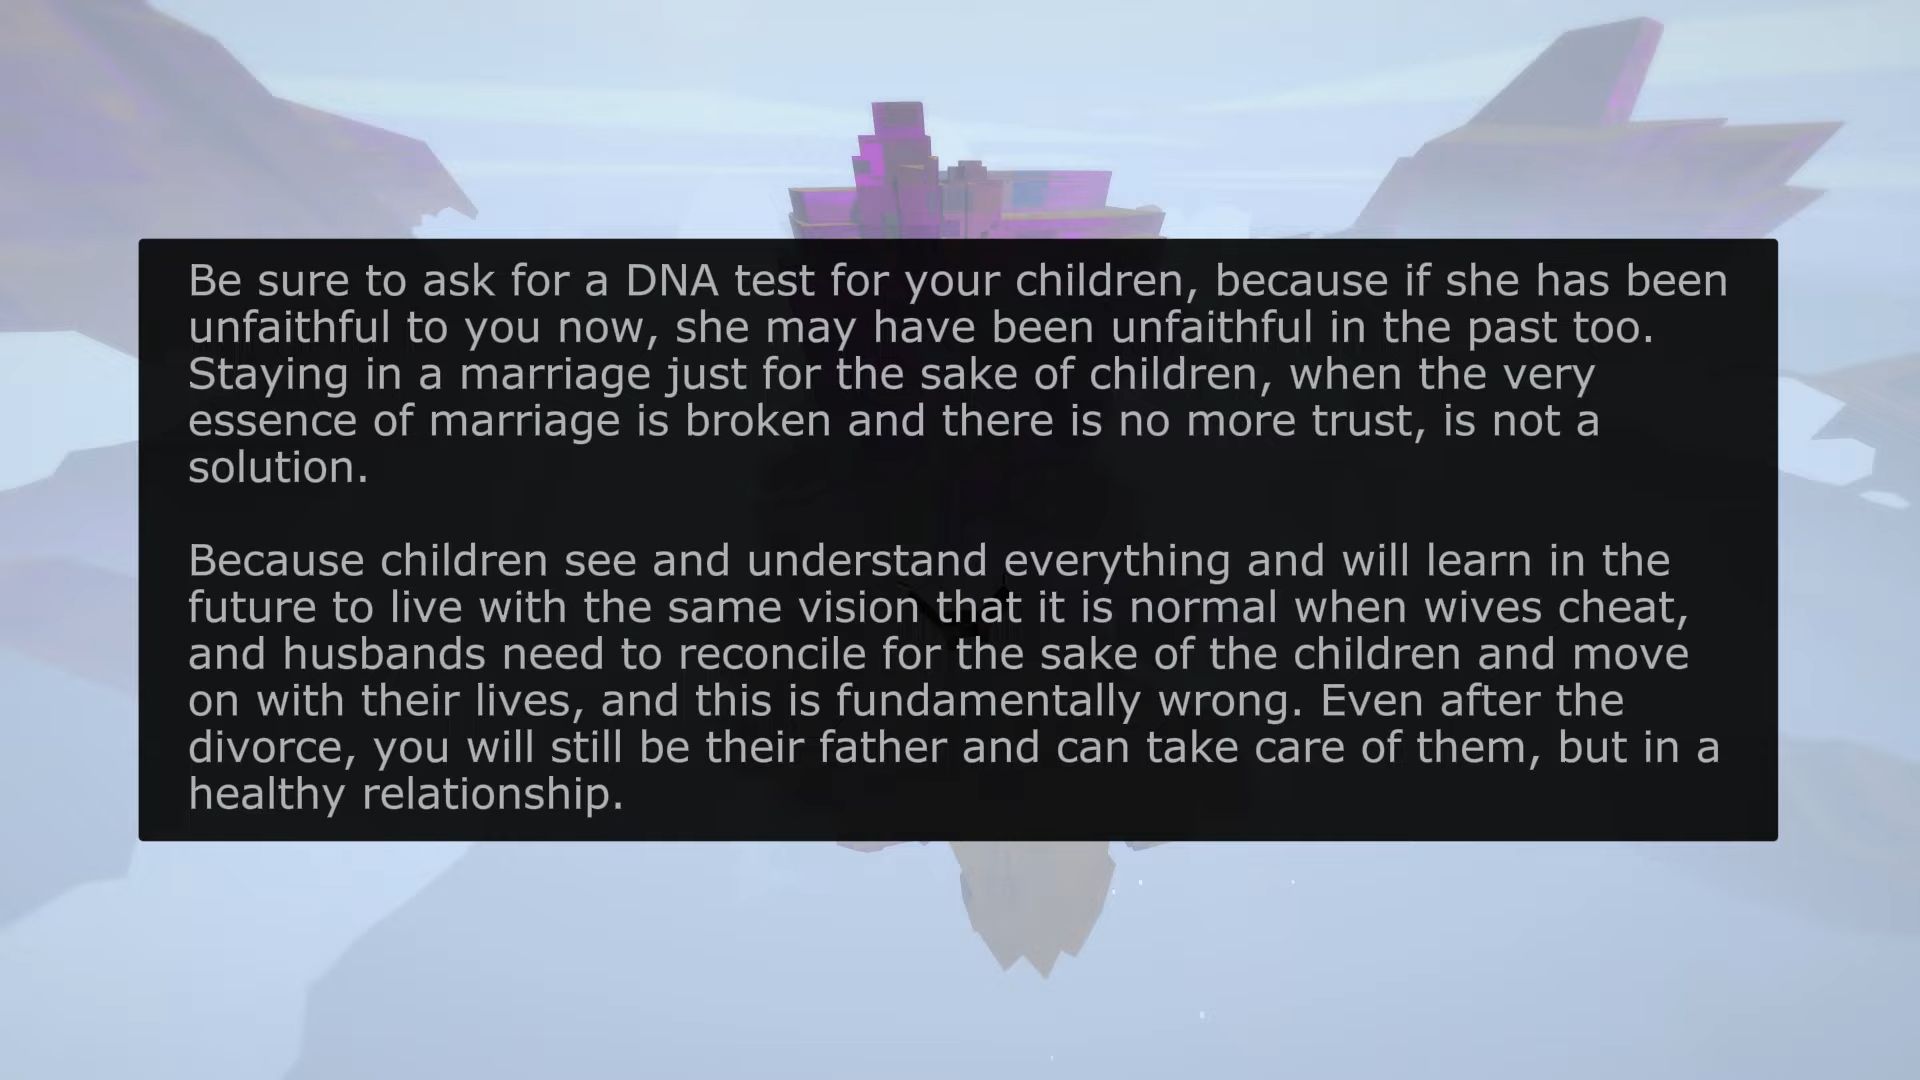 Be sure to ask for a DNA test for your children, because if she has been
unfaithful to you now, she may have been unfaithful in the past too.
Staying in a marriage just for the sake of children, when the very
essence of marriage is broken and there is no more trust, is not a
solution.
Because children see and understand everything and will learn in the
future to live with the same vision that it is normal when wives cheat,
and husbands need to reconcile for the sake of the children and move
on with their lives, and this is fundamentally wrong. Even after the
divorce, you will still be their father and can take care of them, but in a
healthy relationship.